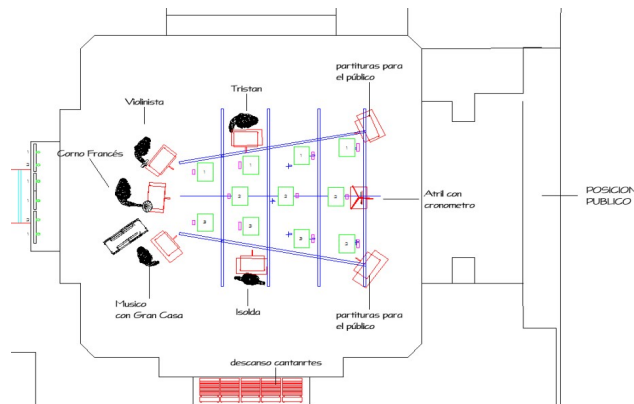 partituras para
el público
Tristan
Violinista
Corno Francés
Atril con
cronometro
POSICION
PUBLICO
Musico
con Gran Casa
Isolda
partituras para
el público
descanso cantanrtes